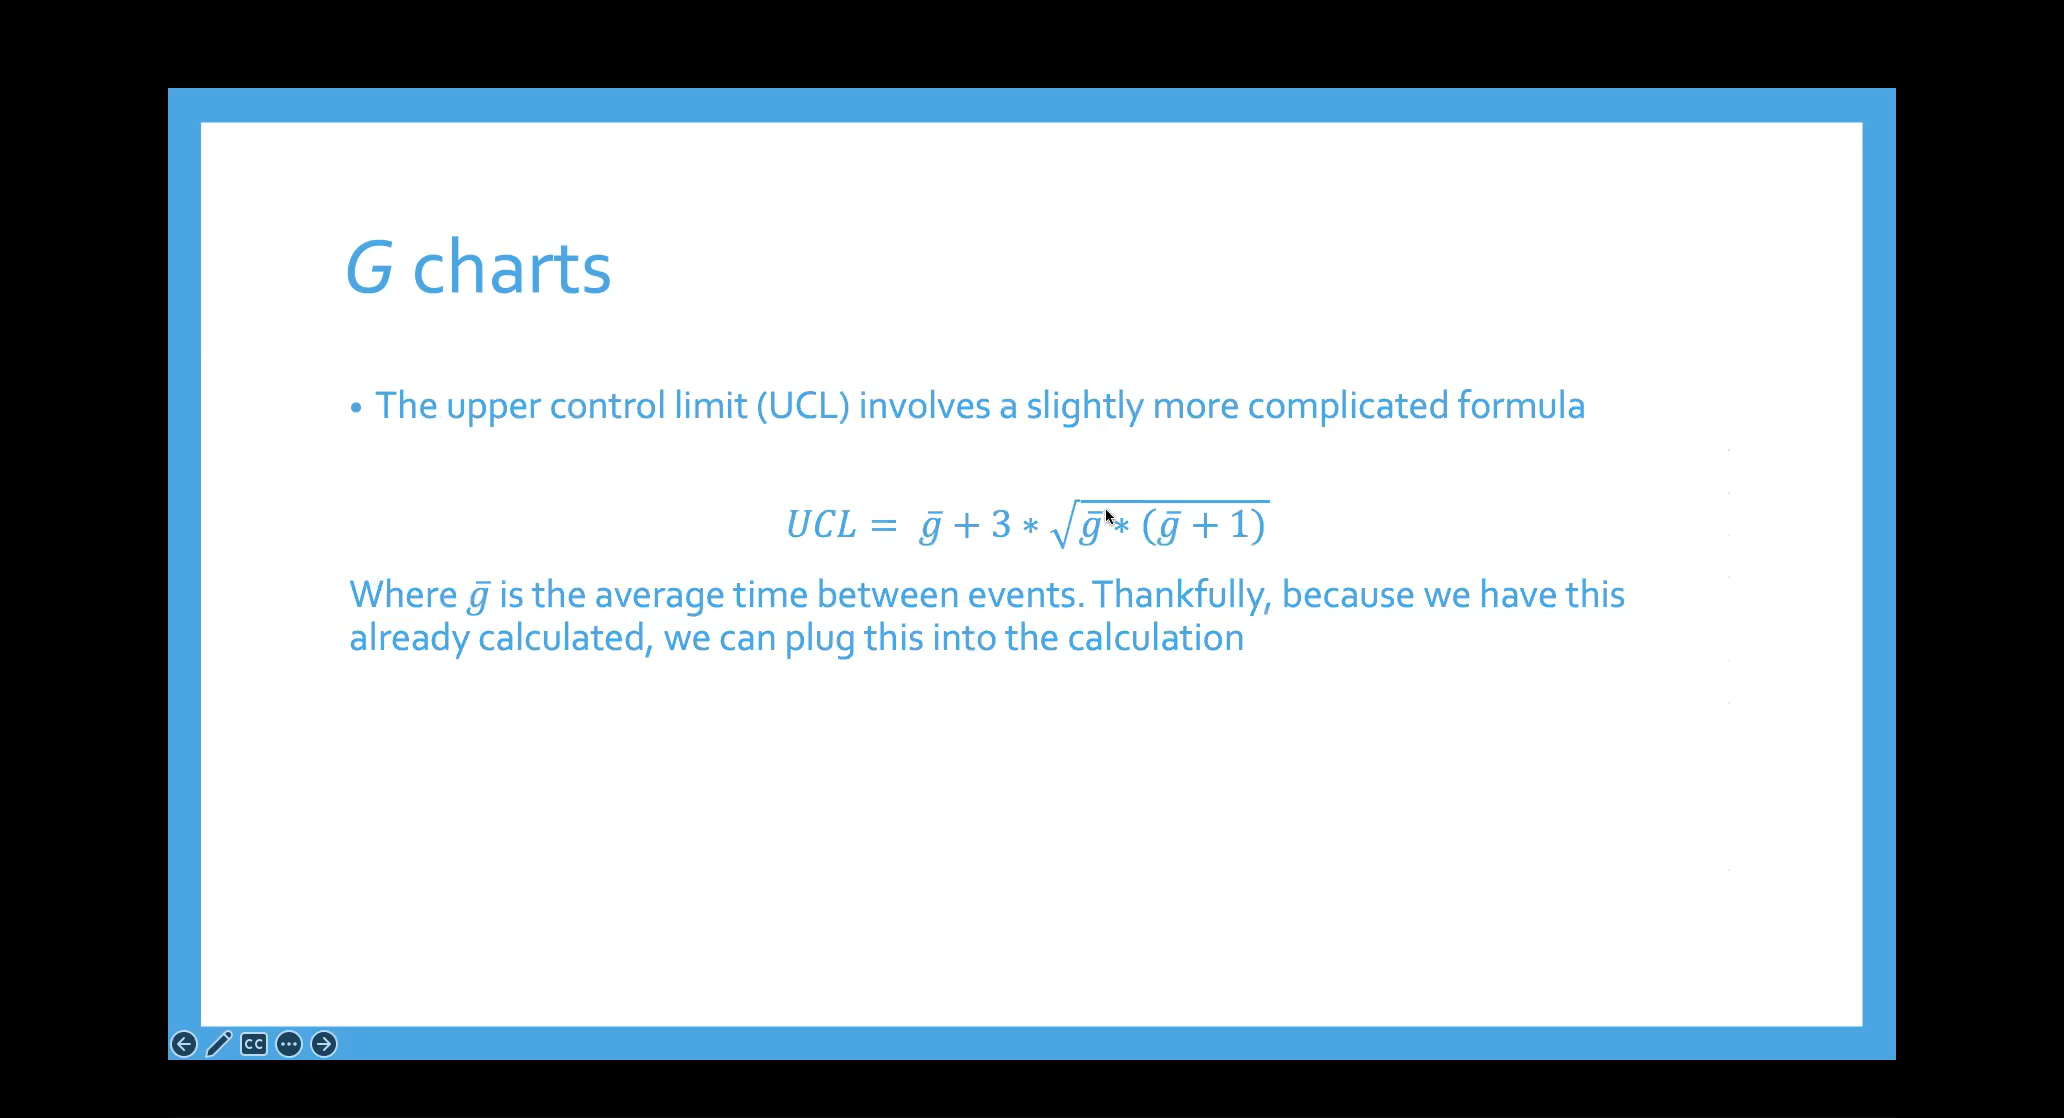 G charts
• The upper control limit (UCL) involves a slightly more complicated formula
UCL = ḡ + 3 ∗ √ḡ ∗ (ḡ + 1)
Where ḡ is the average time between events. Thankfully, because we have this
already calculated, we can plug this into the calculation
CC